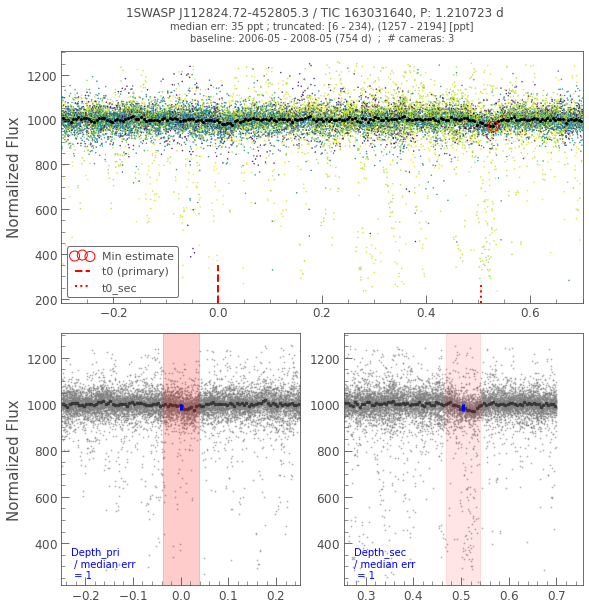 1SWASP J112824.72-452805.3 / TIC 163031640, P: 1.210723 d
median err: 35 ppt ; truncated: [6 - 234), (1257 - 2194] [ppt]
baseline: 2006-05 - 2008-05 (754 d)  ;  # cameras: 3
Normalized Flux
1200
1000
800
600
400
200
Min estimate
t0 (primary)
t0_sec
−0.2 0.0 0.2 0.4 0.6
Normalized Flux
1200
1000
800
600
400
Depth_pri
/ median err
= 1
−0.2 −0.1 0.0 0.1 0.2
1200
1000
800
600
400
Depth_sec
/ median err
= 1
0.3 0.4 0.5 0.6 0.7